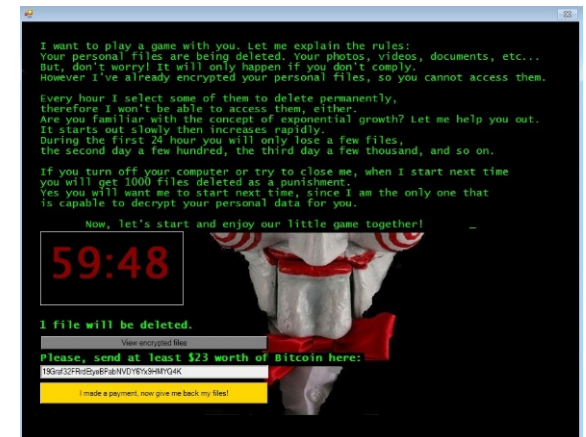 I want to play a game with you. Let me explain the rules:
Your personal files are being deleted. Your photos, videos, documents, etc...
But, don't worry! It will only happen if you don't comply.
However I've already encrypted your personal files, so you cannot access them.
Every hour I select some of them to delete permanently,
therefore I won't be able to access them, either.
Are you familiar with the concept of exponential growth? Let me help you out.
It starts out slowly then increases rapidly.
During the first 24 hour you will only lose a few files,
the second day a few hundred, the third day a few thousand, and so on.
If you turn off your computer or try to close me, when I start next time
you will get 1000 files deleted as a punishment.
Yes you will want me to start next time, since I am the only one that
is capable to decrypt your personal data for you.
Now, let's start and enjoy our little game together! _
59:48
1 file will be deleted.
View encrypted files
Please, send at least $23 worth of Bitcoin here:
I made a payment, now give me back my files!